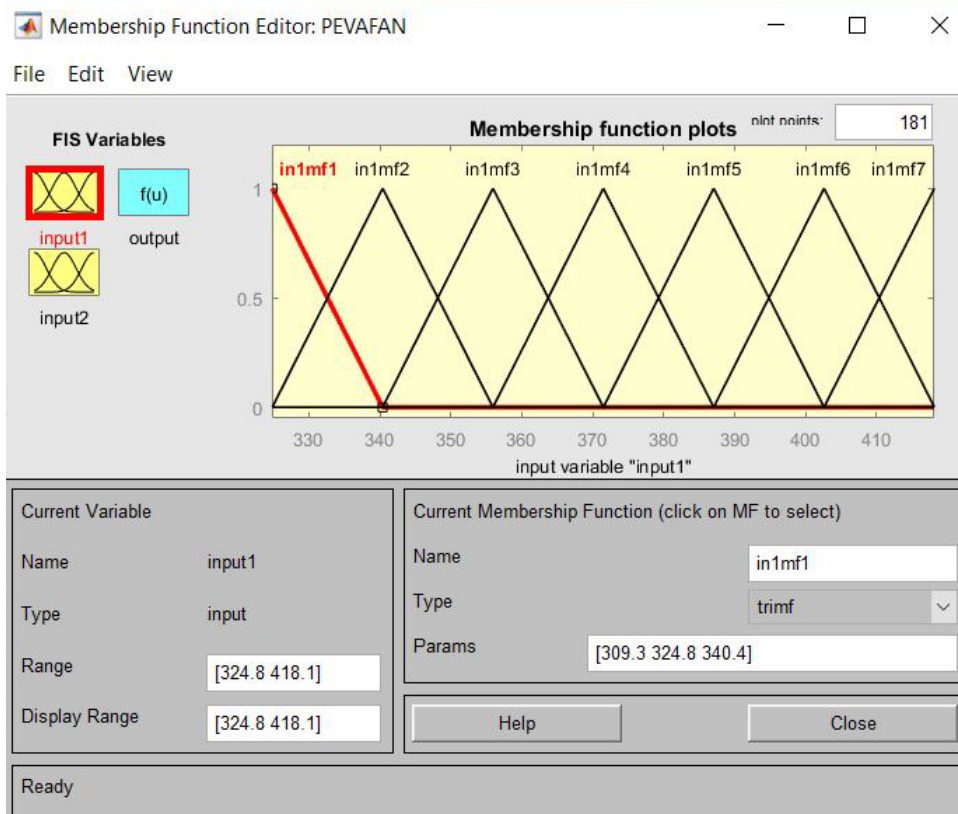 Membership Function Editor: PEVAFAN
File Edit View
FIS Variables
f(u)
input1
output
input2
Membership function plots
plot points:
181
in1mf1 in1mf2 in1mf3 in1mf4 in1mf5 in1mf6 in1mf7
1
0.5
0
330 340 350 360 370 380 390 400 410
input variable "input1"
Current Variable
Name input1
Type input
Range [324.8 418.1]
Display Range [324.8 418.1]
Current Membership Function (click on MF to select)
Name in1mf1
Type trimf
Params [309.3 324.8 340.4]
Help Close
Ready